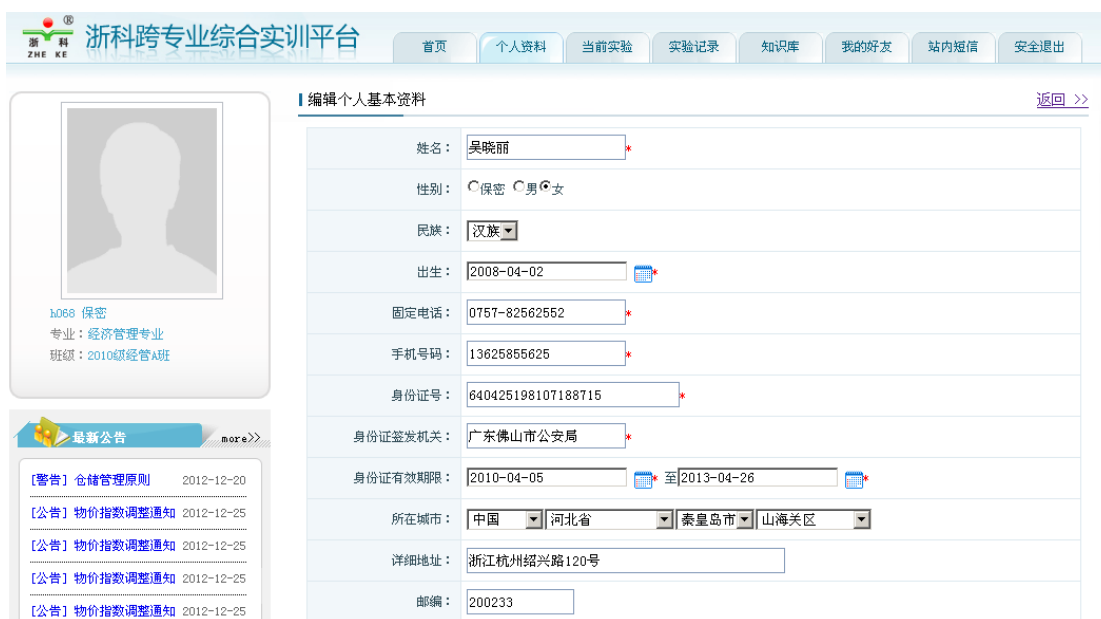 浙科 ® 浙科跨专业综合实训平台
ZHE KE
首页 个人资料 当前实验 实验记录 知识库 我的好友 站内短信 安全退出
编辑个人基本资料 返回 >>
姓名： 吴晓丽 *
性别： 保密 男 女
民族： 汉族
出生： 2008-04-02 *
固定电话： 0757-82562552 *
手机号码： 13625855625 *
身份证号： 640425198107188715 *
身份证签发机关： 广东佛山市公安局 *
身份证有效期限： 2010-04-05 * 至 2013-04-26 *
所在城市： 中国 河北省 秦皇岛市 山海关区
详细地址： 浙江杭州绍兴路120号
邮编： 200233
h068 保密
专业：经济管理专业
班级：2010级经管A班
最新公告 more>>
[警告] 仓储管理原则 2012-12-20
[公告] 物价指数调整通知 2012-12-25
[公告] 物价指数调整通知 2012-12-25
[公告] 物价指数调整通知 2012-12-25
[公告] 物价指数调整通知 2012-12-25